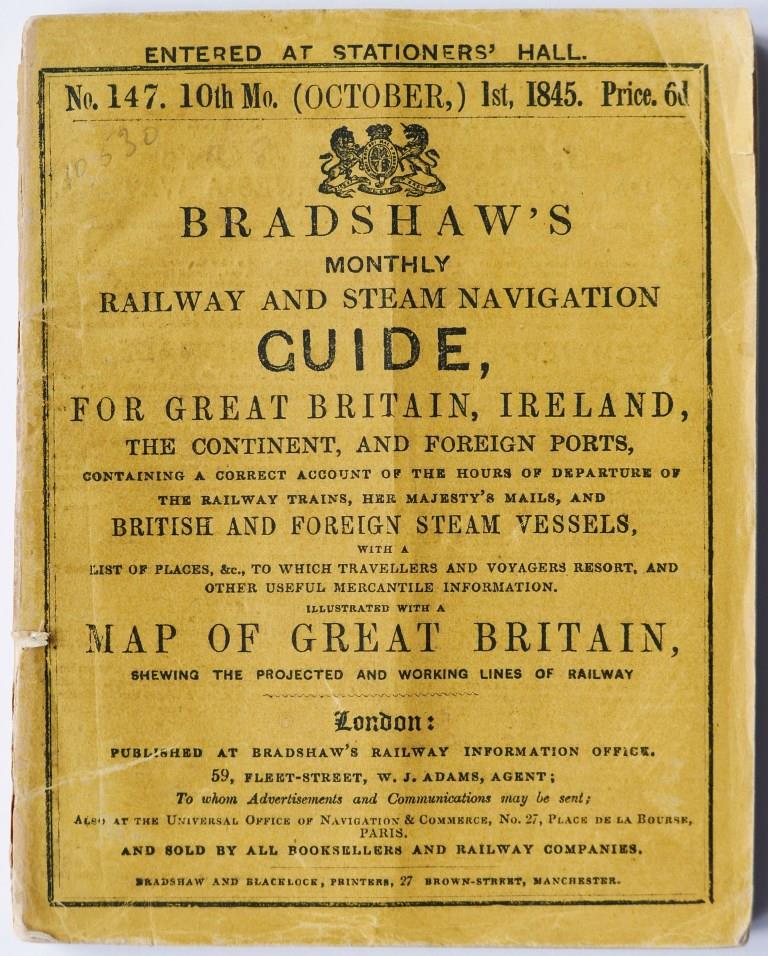 ENTERED AT STATIONERS' HALL.
No. 147. 10th Mo. (OCTOBER,) 1st, 1845. Price. 6d
BRADSHAW'S
MONTHLY
RAILWAY AND STEAM NAVIGATION
GUIDE,
FOR GREAT BRITAIN, IRELAND,
THE CONTINENT, AND FOREIGN PORTS,
CONTAINING A CORRECT ACCOUNT OF THE HOURS OF DEPARTURE OF
THE RAILWAY TRAINS, HER MAJESTY'S MAILS, AND
BRITISH AND FOREIGN STEAM VESSELS,
WITH A
LIST OF PLACES, &c., TO WHICH TRAVELLERS AND VOYAGERS RESORT, AND
OTHER USEFUL MERCANTILE INFORMATION.
ILLUSTRATED WITH A
MAP OF GREAT BRITAIN,
SHEWING THE PROJECTED AND WORKING LINES OF RAILWAY
London:
PUBLISHED AT BRADSHAW'S RAILWAY INFORMATION OFFICE.
59, FLEET-STREET, W. J. ADAMS, AGENT;
To whom Advertisements and Communications may be sent;
ALSO AT THE UNIVERSAL OFFICE OF NAVIGATION & COMMERCE, NO. 27, PLACE DE LA BOURSE,
PARIS.
AND SOLD BY ALL BOOKSELLERS AND RAILWAY COMPANIES.
BRADSHAW AND BLACKLOCK, PRINTERS, 27 BROWN-STREET, MANCHESTER.